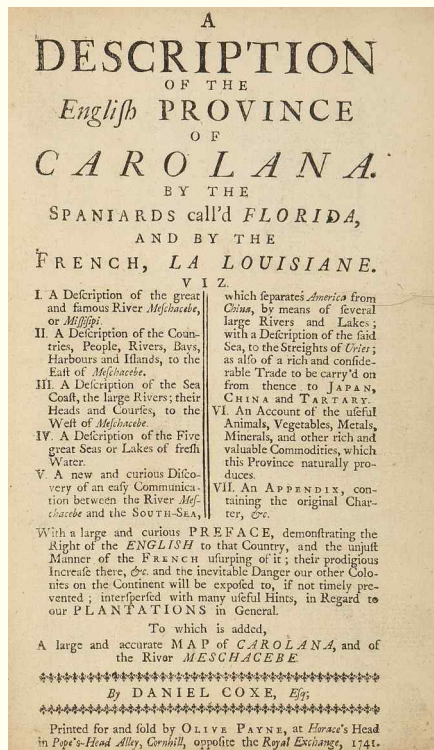 A
DESCRIPTION
OF THE
Engliſh PROVINCE
OF
CAROLANA.
BY THE
SPANIARDS call'd FLORIDA,
AND BY THE
FRENCH, LA LOUISIANE.
VIZ.
I. A Deſcription of the great
and famous River Meſchacebe,
or Miſſiſipi.
II. A Deſcription of the Coun-
tries, People, Rivers, Bays,
Harbours and Iſlands, to the
Eaſt of Meſchacebe.
III. A Deſcription of the Sea
Coaſt, the large Rivers; their
Heads and Courſes, to the
Weſt of Meſchacebe.
IV. A Deſcription of the Five
great Seas or Lakes of freſh
Water.
V. A new and curious Diſco-
very of an eaſy Communica-
tion between the River Meſ-
chacebe and the SOUTH-SEA,
which ſeparates America from
China, by means of ſeveral
large Rivers and Lakes;
with a Deſcription of the ſaid
Sea, to the Streights of Uries;
as alſo of a rich and conſide-
rable Trade to be carry'd on
from thence to JAPAN,
CHINA and TARTARY.
VI. An Account of the uſeful
Animals, Vegetables, Metals,
Minerals, and other rich and
valuable Commodities, which
this Province naturally pro-
duces.
VII. An APPENDIX, con-
taining the original Char-
ter, &c.
With a large and curious PREFACE, demonſtrating the
Right of the ENGLISH to that Country, and the unjuſt
Manner of the FRENCH uſurping of it; their prodigious
Increaſe there, &c. and the inevitable Danger our other Colo-
nies on the Continent will be expoſed to, if not timely pre-
vented; interſperſed with many uſeful Hints, in Regard to
our PLANTATIONS in General.
To which is added,
A large and accurate MAP of CAROLANA, and of
the River MESCHACEBE.
By DANIEL COXE, Eſq;
Printed for and ſold by OLIVE PAYNE, at Horace's Head
in Pope's-Head Alley, Cornhill, oppoſite the Royal Exchange, 1741.